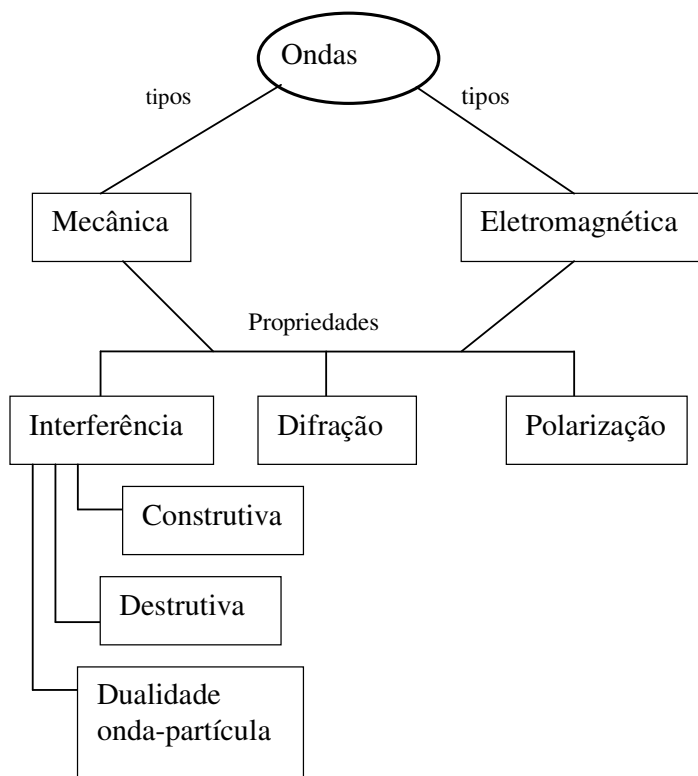 Ondas
tipos
tipos
Mecânica
Eletromagnética
Propriedades
Interferência
Difração
Polarização
Construtiva
Destrutiva
Dualidade
onda-partícula